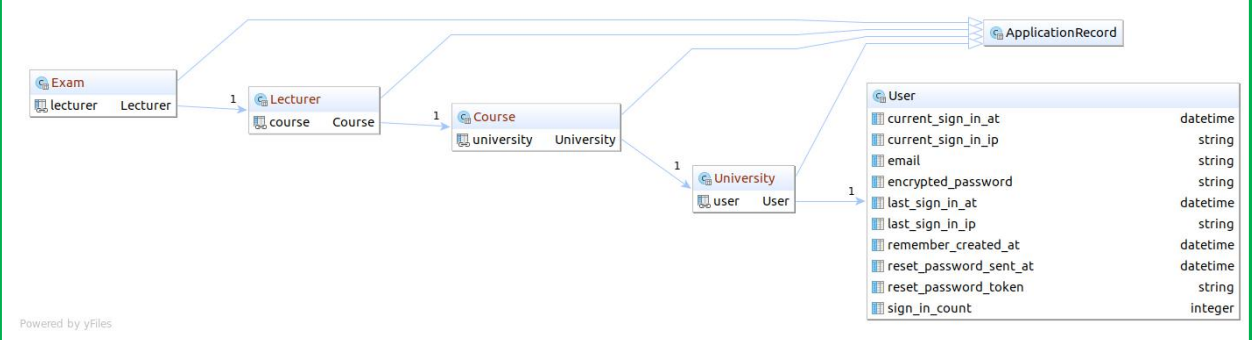 ApplicationRecord
Exam
lecturer Lecturer
1
Lecturer
course Course
1
Course
university University
1
University
user User
1
User
current_sign_in_at datetime
current_sign_in_ip string
email string
encrypted_password string
last_sign_in_at datetime
last_sign_in_ip string
remember_created_at datetime
reset_password_sent_at datetime
reset_password_token string
sign_in_count integer
Powered by yFiles